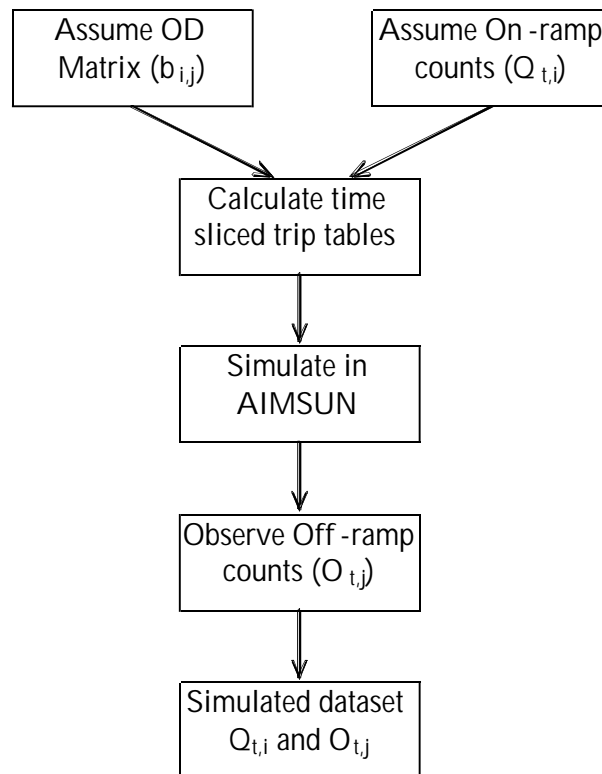 Assume OD
Matrix (b i,j)
Assume On -ramp
counts (Q t,i)
Calculate time
sliced trip tables
Simulate in
AIMSUN
Observe Off -ramp
counts (O t,j)
Simulated dataset
Qt,i and Ot,j